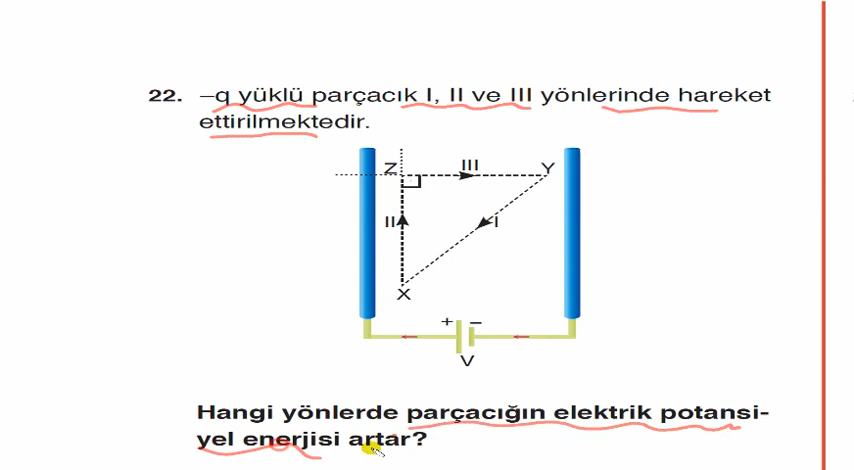 22. –q yüklü parçacık I, II ve III yönlerinde hareket
ettirilmektedir.
Z III Y
II I
X
+ –
V
Hangi yönlerde parçacığın elektrik potansi-
yel enerjisi artar?